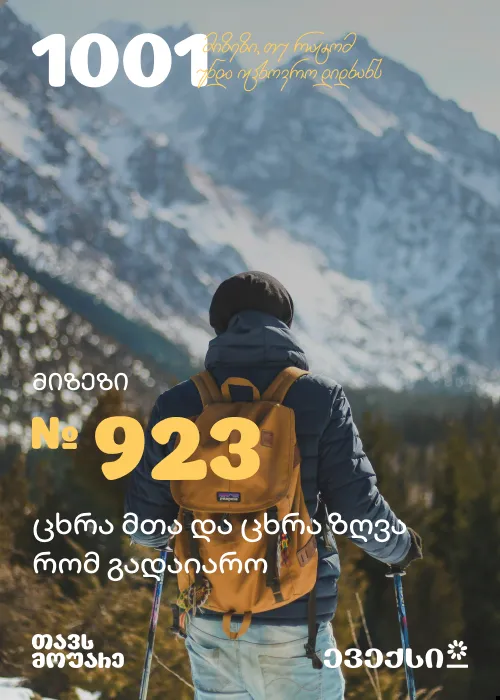 1001 მიზეზი, თუ რატომ
უნდა იცხოვრო დიდხანს
მიზეზი
№ 923
ცხრა მთა და ცხრა ზღვა
რომ გადაიარო
თავს
მოუარე
ევექსი